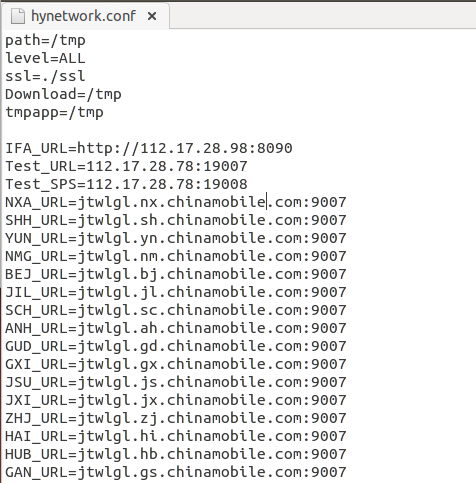 hynetwork.conf ×
path=/tmp
level=ALL
ssl=./ssl
Download=/tmp
tmpapp=/tmp
IFA_URL=http://112.17.28.98:8090
Test_URL=112.17.28.78:19007
Test_SPS=112.17.28.78:19008
NXA_URL=jtwlgl.nx.chinamobile.com:9007
SHH_URL=jtwlgl.sh.chinamobile.com:9007
YUN_URL=jtwlgl.yn.chinamobile.com:9007
NMG_URL=jtwlgl.nm.chinamobile.com:9007
BEJ_URL=jtwlgl.bj.chinamobile.com:9007
JIL_URL=jtwlgl.jl.chinamobile.com:9007
SCH_URL=jtwlgl.sc.chinamobile.com:9007
ANH_URL=jtwlgl.ah.chinamobile.com:9007
GUD_URL=jtwlgl.gd.chinamobile.com:9007
GXI_URL=jtwlgl.gx.chinamobile.com:9007
JSU_URL=jtwlgl.js.chinamobile.com:9007
JXI_URL=jtwlgl.jx.chinamobile.com:9007
ZHJ_URL=jtwlgl.zj.chinamobile.com:9007
HAI_URL=jtwlgl.hi.chinamobile.com:9007
HUB_URL=jtwlgl.hb.chinamobile.com:9007
GAN_URL=jtwlgl.gs.chinamobile.com:9007